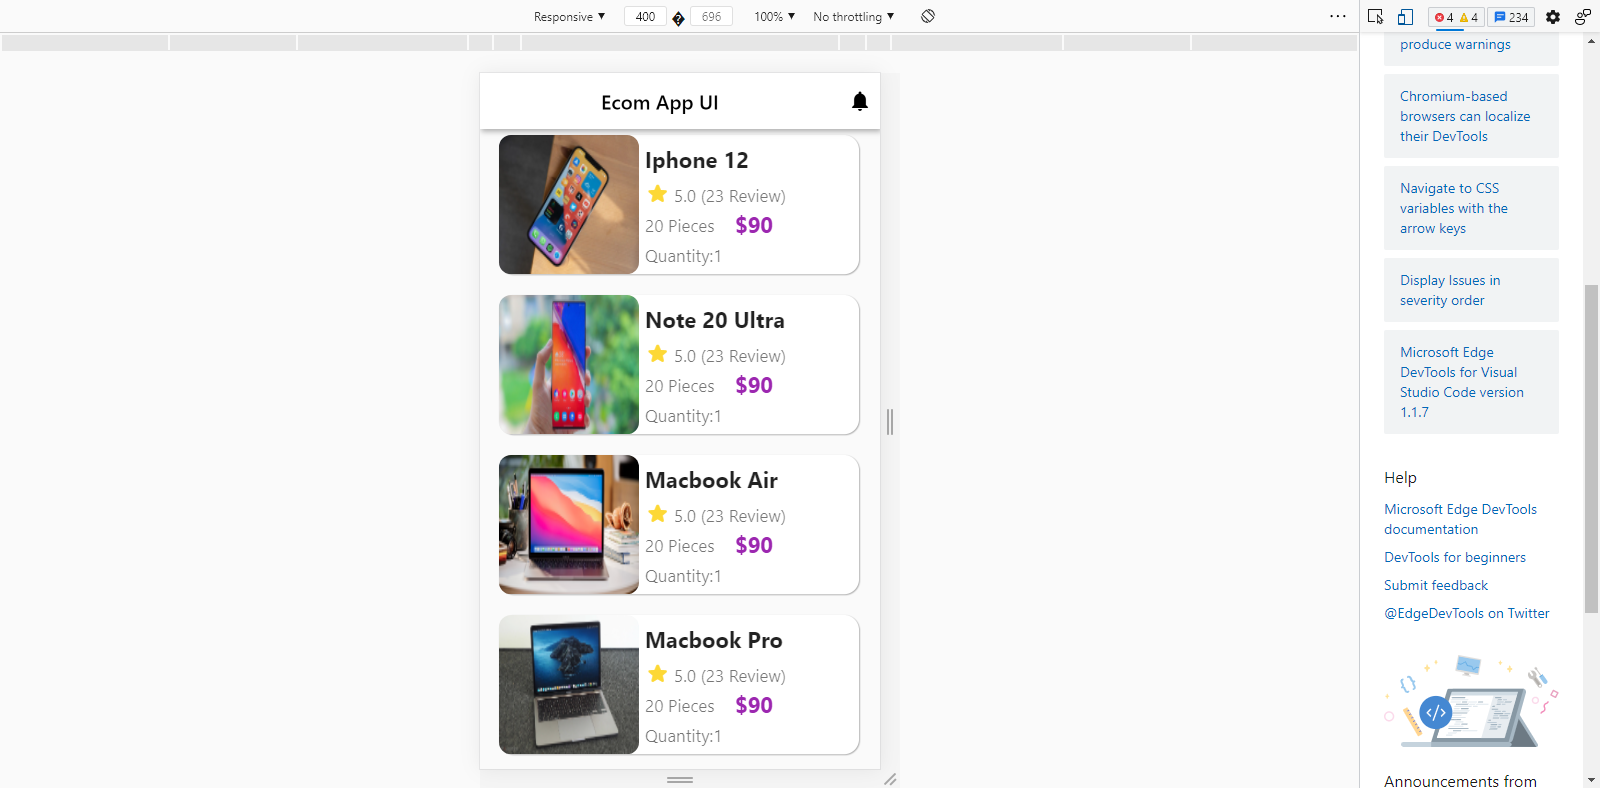 Responsive ▼ 400 696 100% ▼ No throttling ▼
4 4 234
Ecom App UI
Iphone 12
5.0 (23 Review)
20 Pieces $90
Quantity:1
Note 20 Ultra
5.0 (23 Review)
20 Pieces $90
Quantity:1
Macbook Air
5.0 (23 Review)
20 Pieces $90
Quantity:1
Macbook Pro
5.0 (23 Review)
20 Pieces $90
Quantity:1
produce warnings
Chromium-based
browsers can localize
their DevTools
Navigate to CSS
variables with the
arrow keys
Display Issues in
severity order
Microsoft Edge
DevTools for Visual
Studio Code version
1.1.7
Help
Microsoft Edge DevTools
documentation
DevTools for beginners
Submit feedback
@EdgeDevTools on Twitter
Announcements from